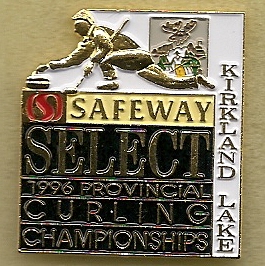 SAFEWAY
SELECT
1996 PROVINCIAL
CURLING
CHAMPIONSHIPS
KIRKLAND LAKE